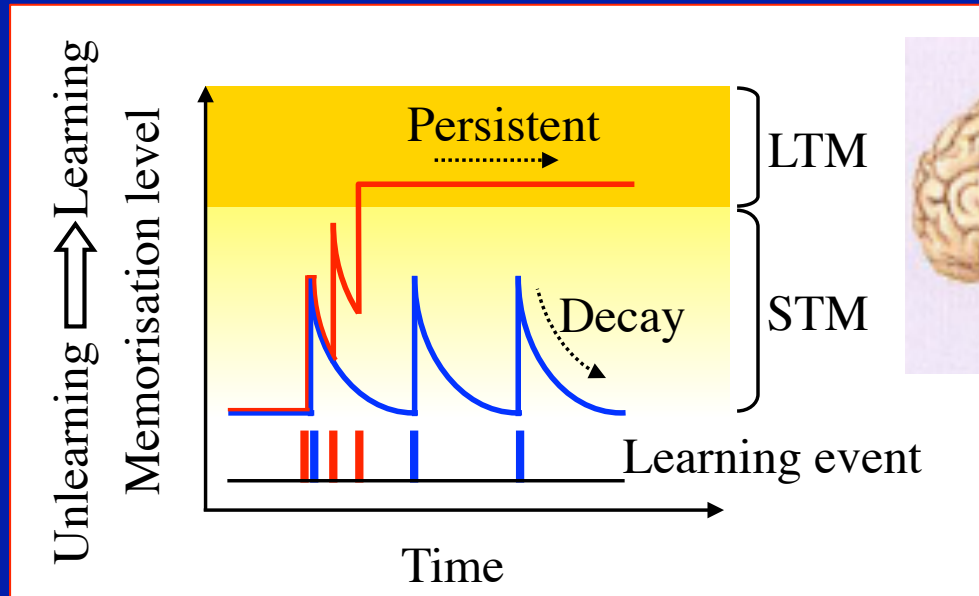 Unlearning
Learning
Memorisation level
Persistent
LTM
Decay
STM
Learning event
Time